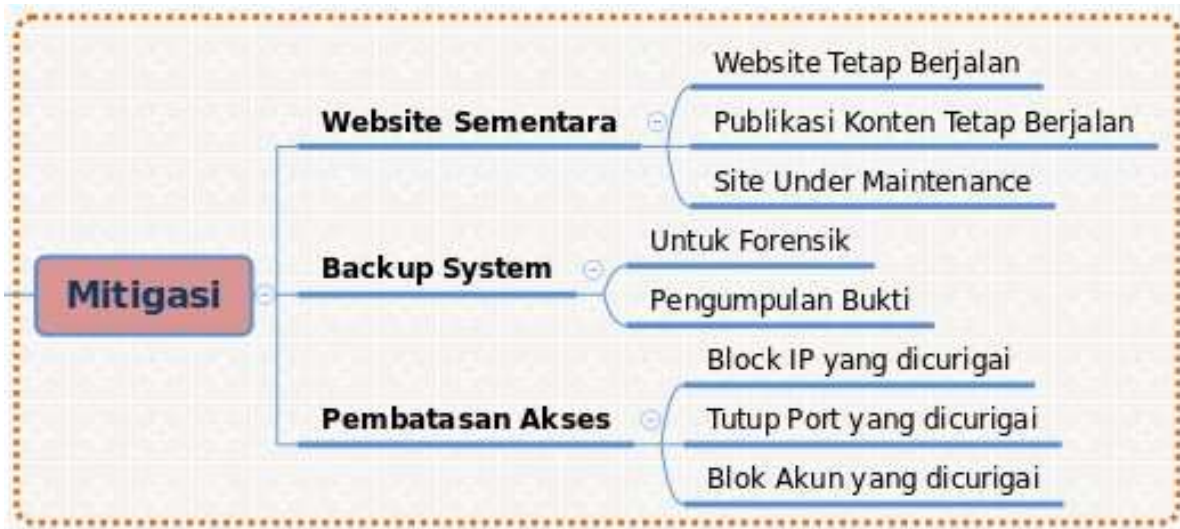 Mitigasi
Website Sementara
Website Tetap Berjalan
Publikasi Konten Tetap Berjalan
Site Under Maintenance
Backup System
Untuk Forensik
Pengumpulan Bukti
Pembatasan Akses
Block IP yang dicurigai
Tutup Port yang dicurigai
Blok Akun yang dicurigai